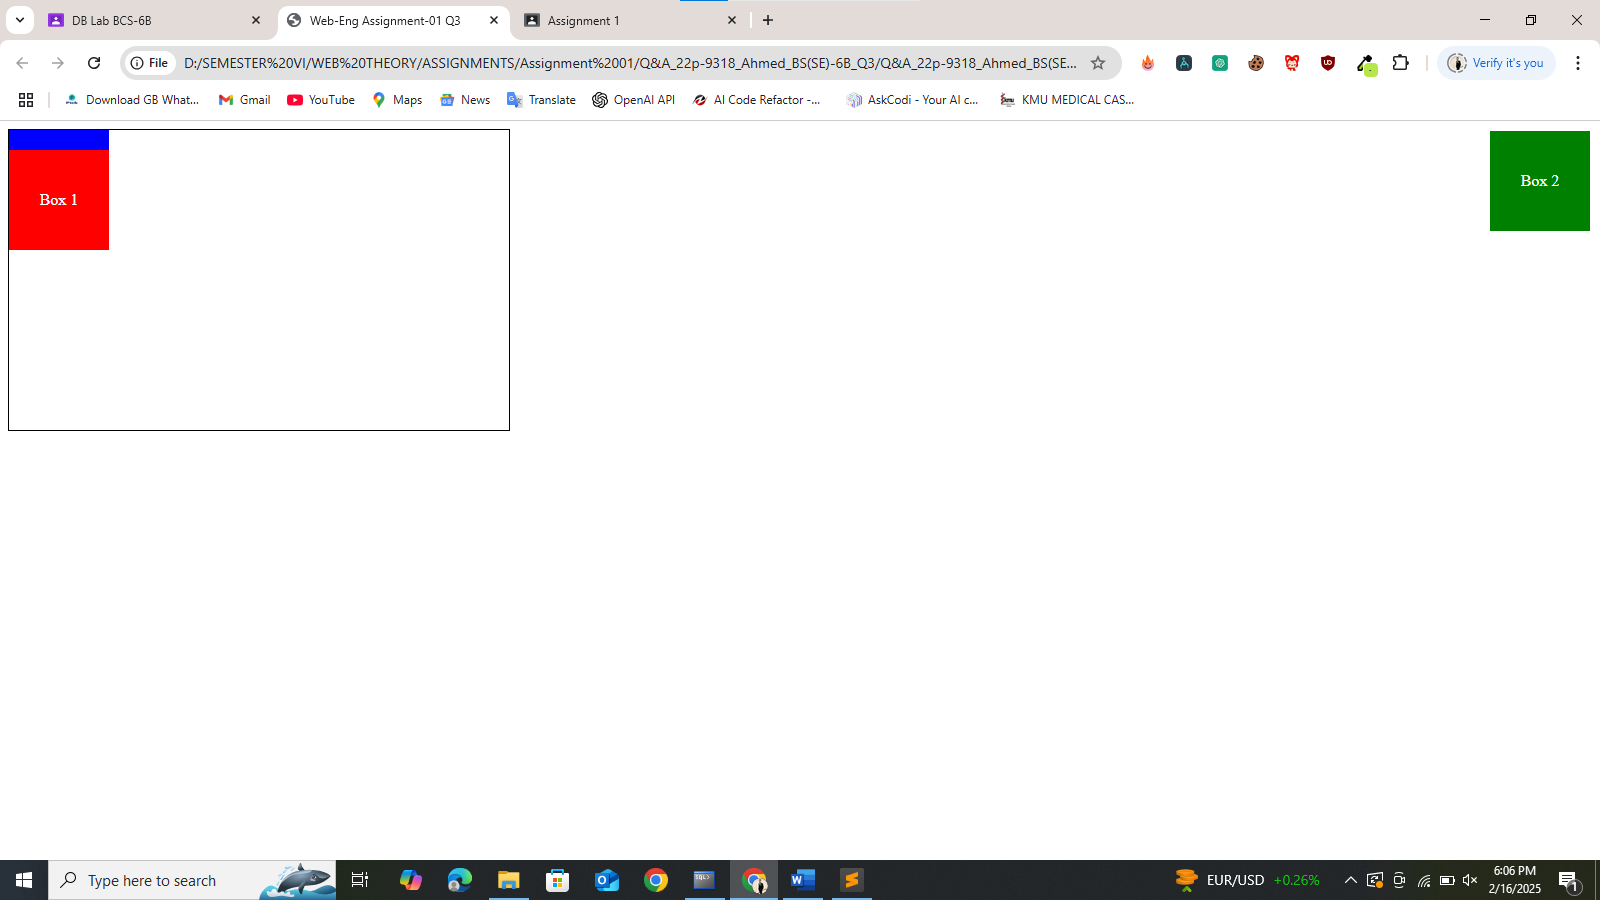 DB Lab BCS-6B
Web-Eng Assignment-01 Q3
Assignment 1
File
D:/SEMESTER%20VI/WEB%20THEORY/ASSIGNMENTS/Assignment%2001/Q&A_22p-9318_Ahmed_BS(SE)-6B_Q3/Q&A_22p-9318_Ahmed_BS(SE...
Verify it's you
Download GB What...
Gmail
YouTube
Maps
News
Translate
OpenAI API
AI Code Refactor -...
AskCodi - Your AI c...
KMU MEDICAL CAS...
Box 1
Box 2
Type here to search
EUR/USD +0.26%
6:06 PM
2/16/2025
1